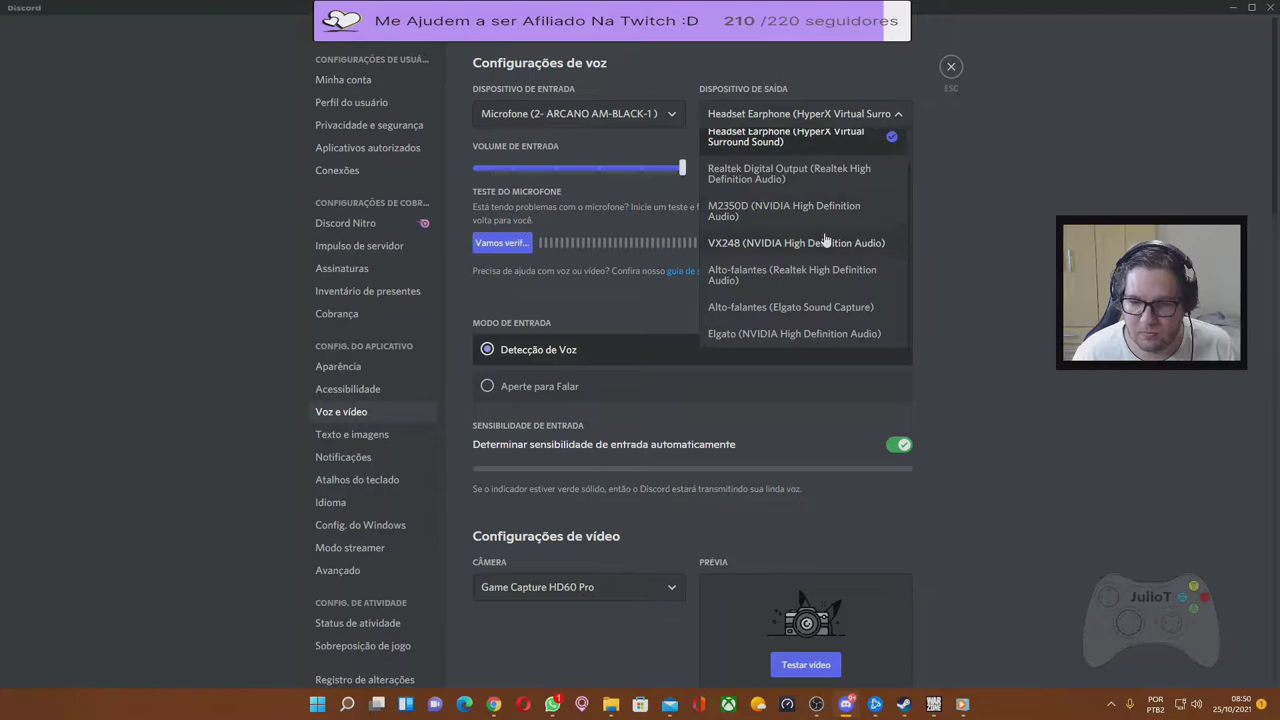 Discord
Me Ajudem a ser Afiliado Na Twitch :D 210 /220 seguidores
CONFIGURAÇÕES DE USUÁ...
Minha conta
Perfil do usuário
Privacidade e segurança
Aplicativos autorizados
Conexões
CONFIGURAÇÕES DE COBR...
Discord Nitro
Impulso de servidor
Assinaturas
Inventário de presentes
Cobrança
CONFIG. DO APLICATIVO
Aparência
Acessibilidade
Voz e vídeo
Texto e imagens
Notificações
Atalhos do teclado
Idioma
Config. do Windows
Modo streamer
Avançado
CONFIG. DE ATIVIDADE
Status de atividade
Sobreposição de jogo
Registro de alterações
Configurações de voz
DISPOSITIVO DE ENTRADA
Microfone (2- ARCANO AM-BLACK-1 )
VOLUME DE ENTRADA
TESTE DO MICROFONE
Está tendo problemas com o microfone? Inicie um teste e f
volta para você.
Vamos verif...
Precisa de ajuda com voz ou vídeo? Confira nosso guia de s
DISPOSITIVO DE SAÍDA
Headset Earphone (HyperX Virtual Surro
Headset Earphone (HyperX Virtual
Surround Sound)
Realtek Digital Output (Realtek High
Definition Audio)
M2350D (NVIDIA High Definition
Audio)
VX248 (NVIDIA High Definition Audio)
Alto-falantes (Realtek High Definition
Audio)
Alto-falantes (Elgato Sound Capture)
Elgato (NVIDIA High Definition Audio)
MODO DE ENTRADA
Detecção de Voz
Aperte para Falar
SENSIBILIDADE DE ENTRADA
Determinar sensibilidade de entrada automaticamente
Se o indicador estiver verde sólido, então o Discord estará transmitindo sua linda voz.
Configurações de vídeo
CÂMERA
Game Capture HD60 Pro
PRÉVIA
Testar vídeo
ESC
JulioT
POR
PTB2
08:50
25/10/2021